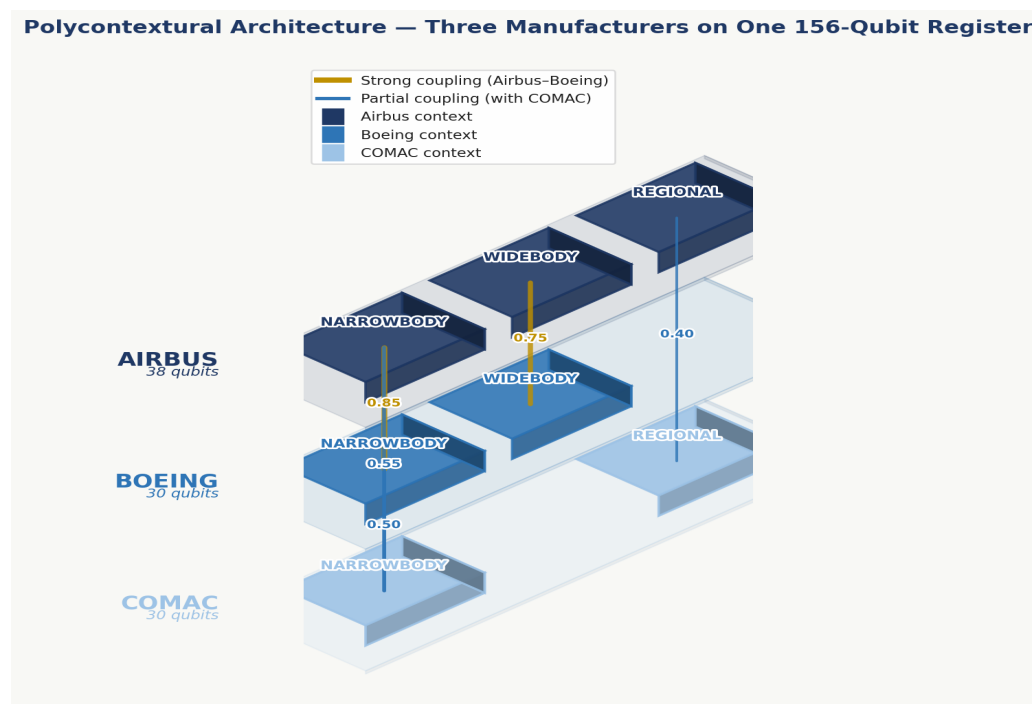 Polycontextural Architecture — Three Manufacturers on One 156-Qubit Register
Strong coupling (Airbus–Boeing)
Partial coupling (with COMAC)
Airbus context
Boeing context
COMAC context
REGIONAL
WIDEBODY
NARROWBODY
0.75
0.40
AIRBUS
38 qubits
WIDEBODY
0.85
REGIONAL
NARROWBODY
0.55
BOEING
30 qubits
0.50
NARROWBODY
COMAC
30 qubits